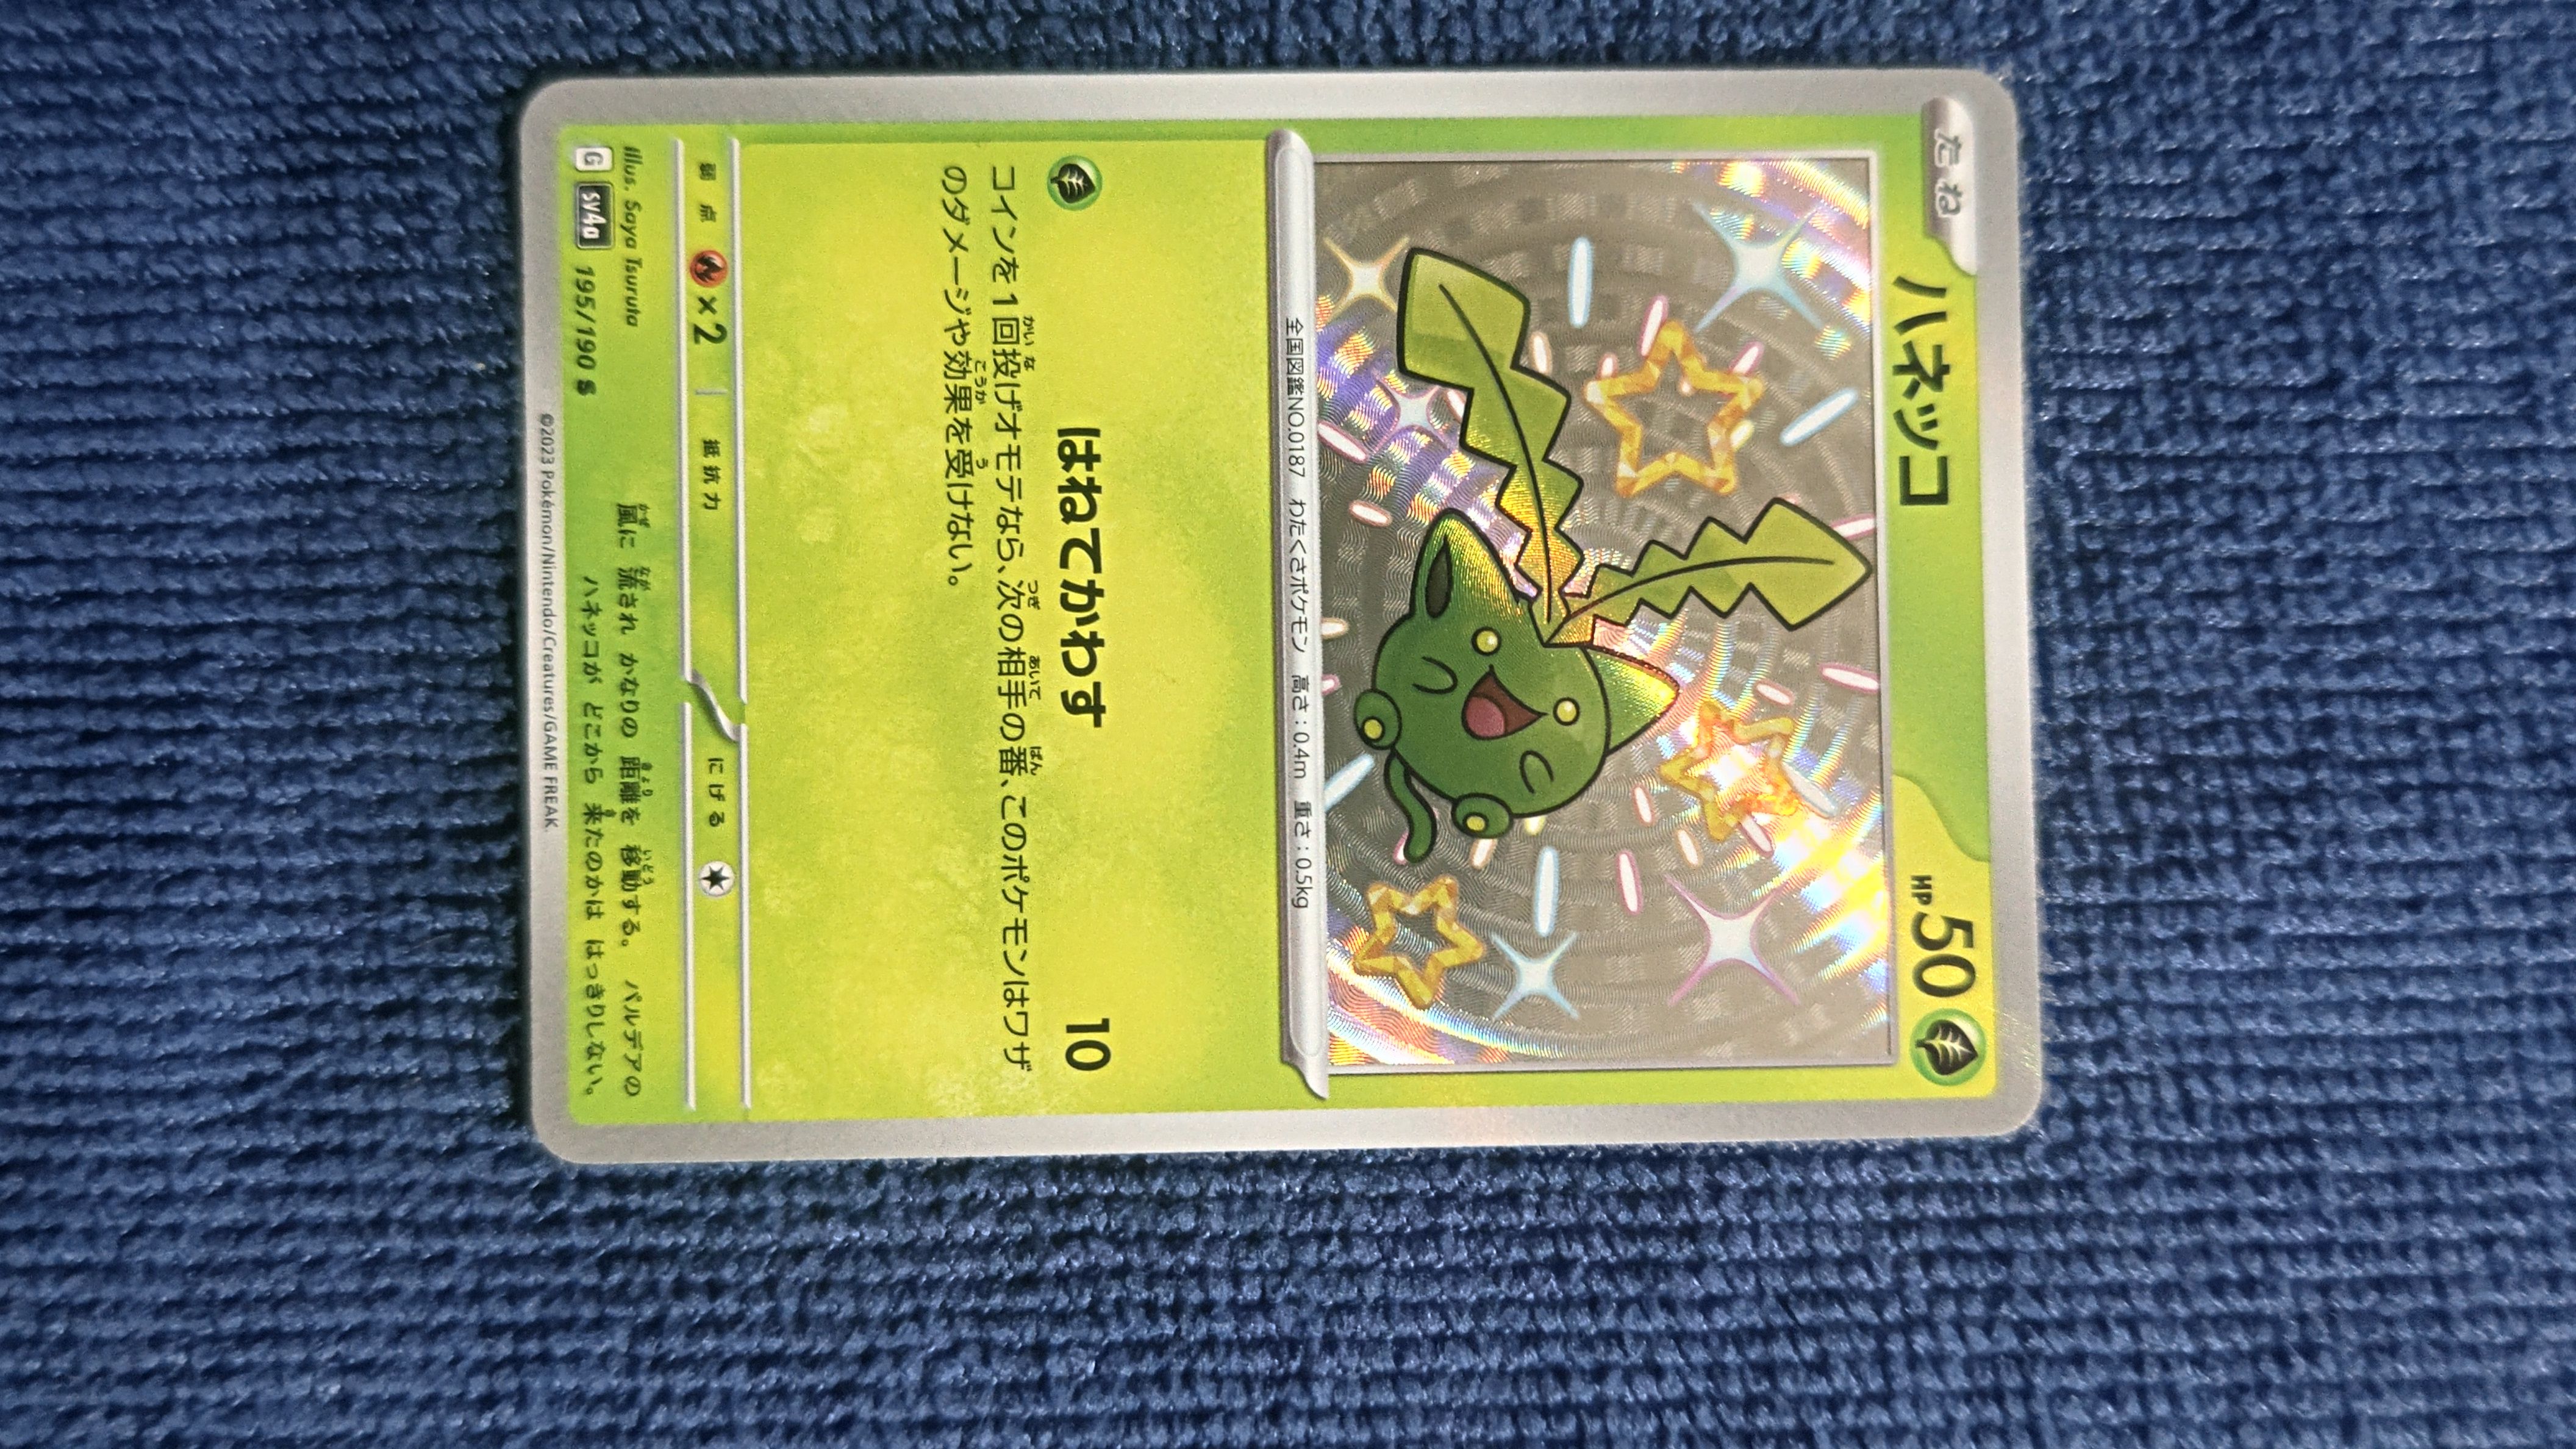 たね
ハネッコ
HP 50
全国図鑑NO.0187 わたくさポケモン 高さ:0.4m 重さ:0.5kg
はねてかわす 10
コインを1回投げオモテなら、次の相手の番、このポケモンはワザ
のダメージや効果を受けない。
弱点 ×2 抵抗力 にげる
Illus. Saya Tsuruta
G sv4a 195/190 S
風に 流され かなりの 距離を 移動する。 パルデアの
ハネッコが どこから 来たのかは はっきりしない。
©2023 Pokémon/Nintendo/Creatures/GAME FREAK.